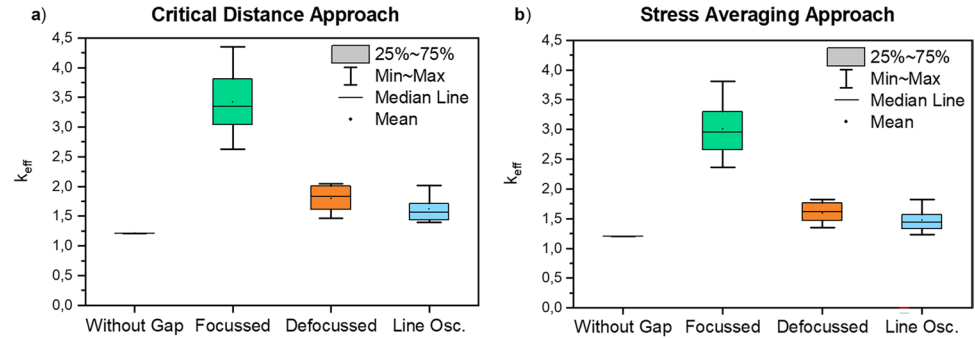 a)
Critical Distance Approach
4,5
4,0
3,5
3,0
2,5
2,0
1,5
1,0
0,5
0,0
k_eff
25%~75%
Min~Max
Median Line
Mean
Without Gap Focussed Defocussed Line Osc.
b)
Stress Averaging Approach
4,5
4,0
3,5
3,0
2,5
2,0
1,5
1,0
0,5
0,0
k_eff
25%~75%
Min~Max
Median Line
Mean
Without Gap Focussed Defocussed Line Osc.